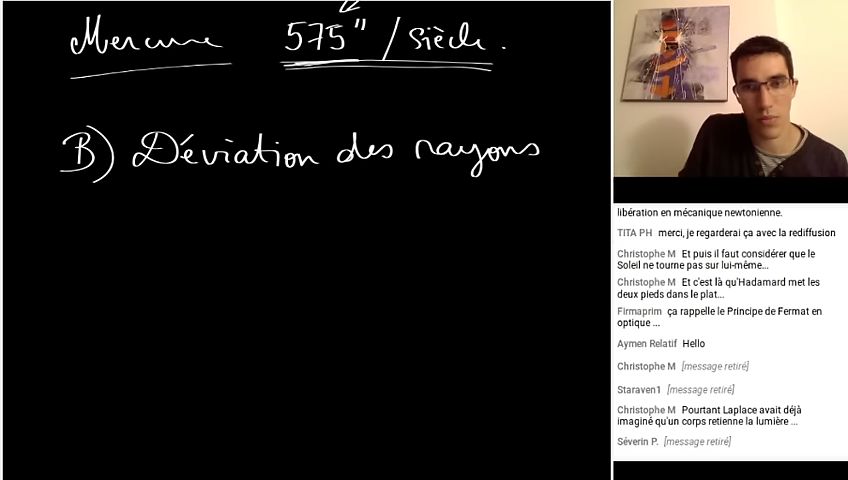 Mercure 575" / siècle.
B) Déviation des rayons
libération en mécanique newtonienne.
TITA PH merci, je regarderai ça avec la rediffusion
Christophe M Et puis il faut considérer que le
Soleil ne tourne pas sur lui-même...
Christophe M Et c'est là qu'Hadamard met les
deux pieds dans le plat...
Firmaprim ça rappelle le Principe de Fermat en
optique ...
Aymen Relatif Hello
Christophe M [message retiré]
Staraven1 [message retiré]
Christophe M Pourtant Laplace avait déjà
imaginé qu'un corps retienne la lumière ...
Séverin P. [message retiré]